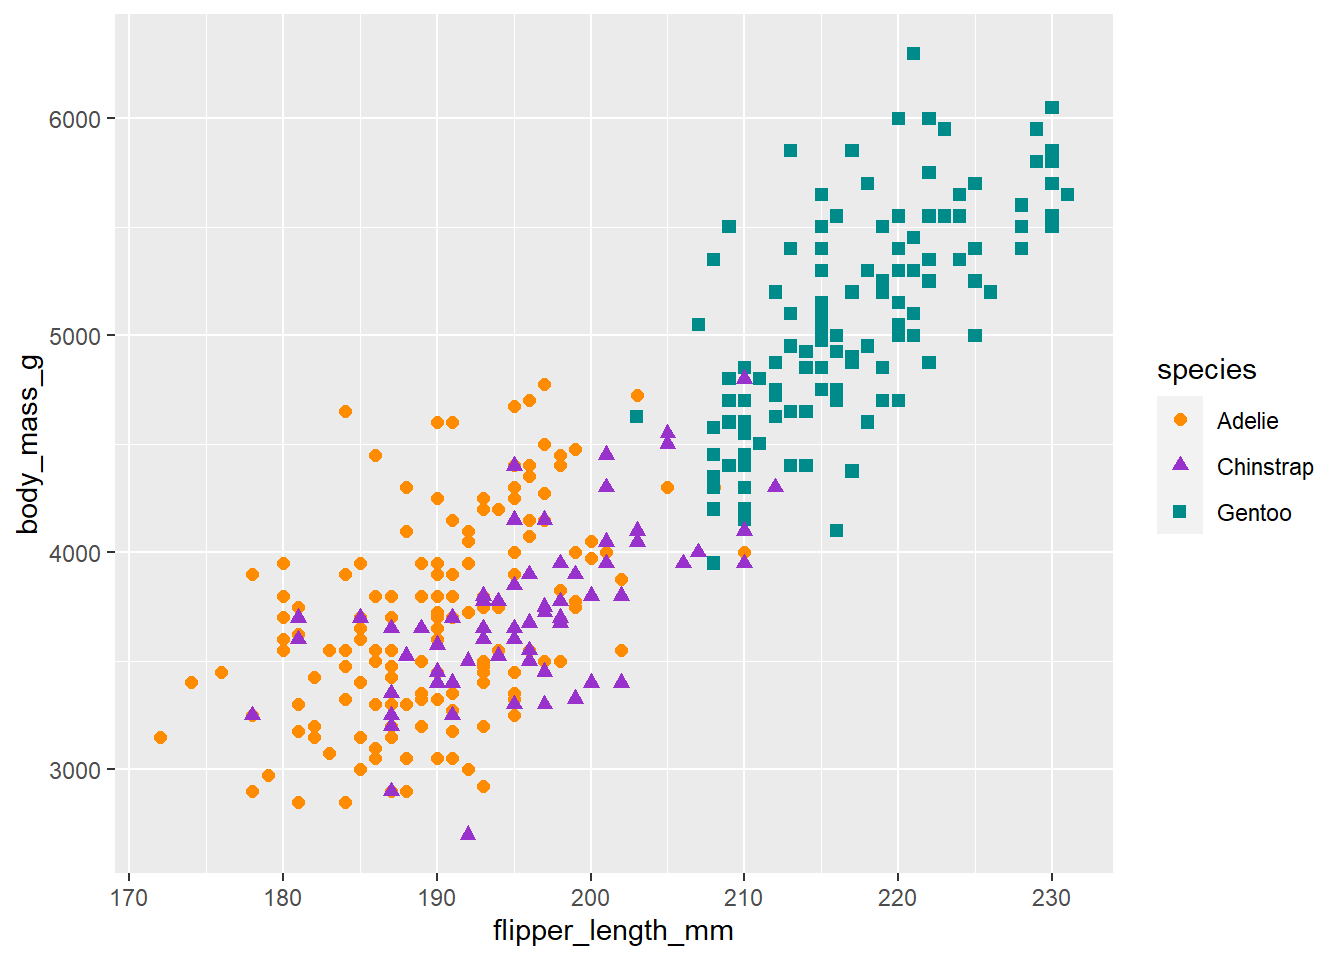 6000
5000
4000
3000
body_mass_g
170 180 190 200 210 220 230
flipper_length_mm
species
Adelie
Chinstrap
Gentoo